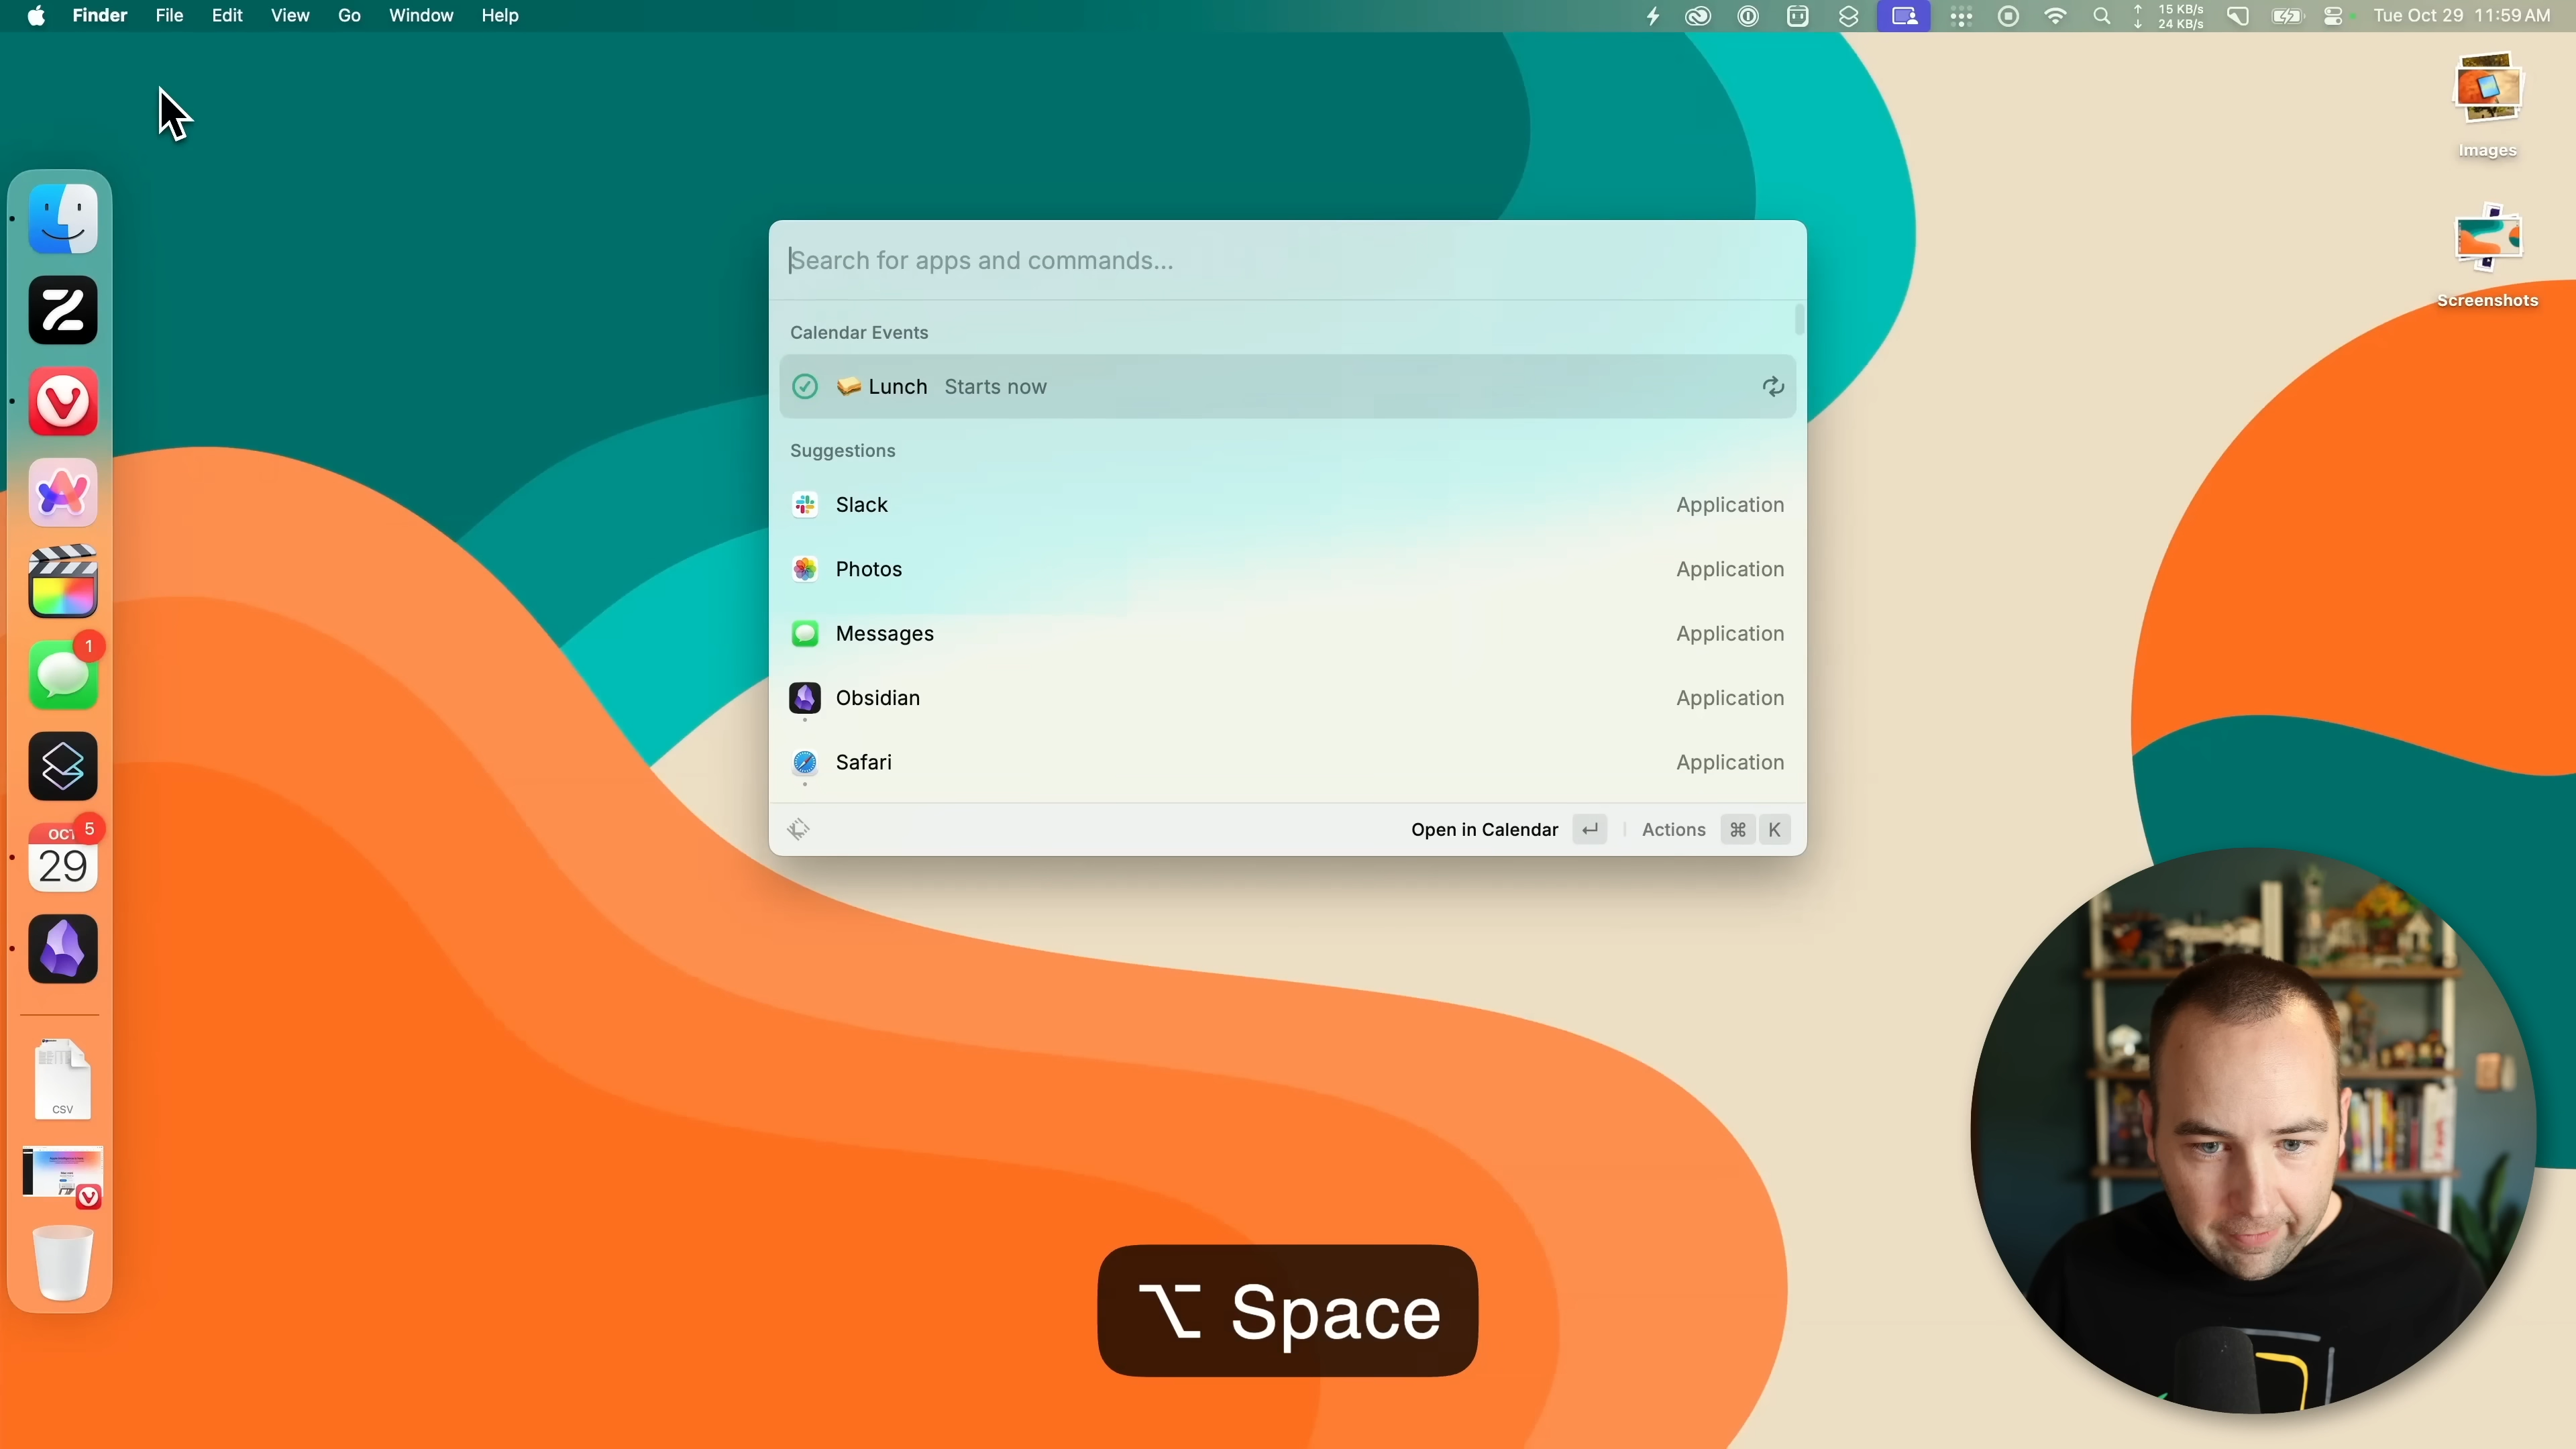 Finder File Edit View Go Window Help
15 KB/s
24 KB/s
Tue Oct 29 11:59 AM
Images
Screenshots
Search for apps and commands...
Calendar Events
Lunch Starts now
Suggestions
Slack Application
Photos Application
Messages Application
Obsidian Application
Safari Application
Open in Calendar ↵ Actions ⌘ K
1
OCT 5
29
CSV
⌥ Space